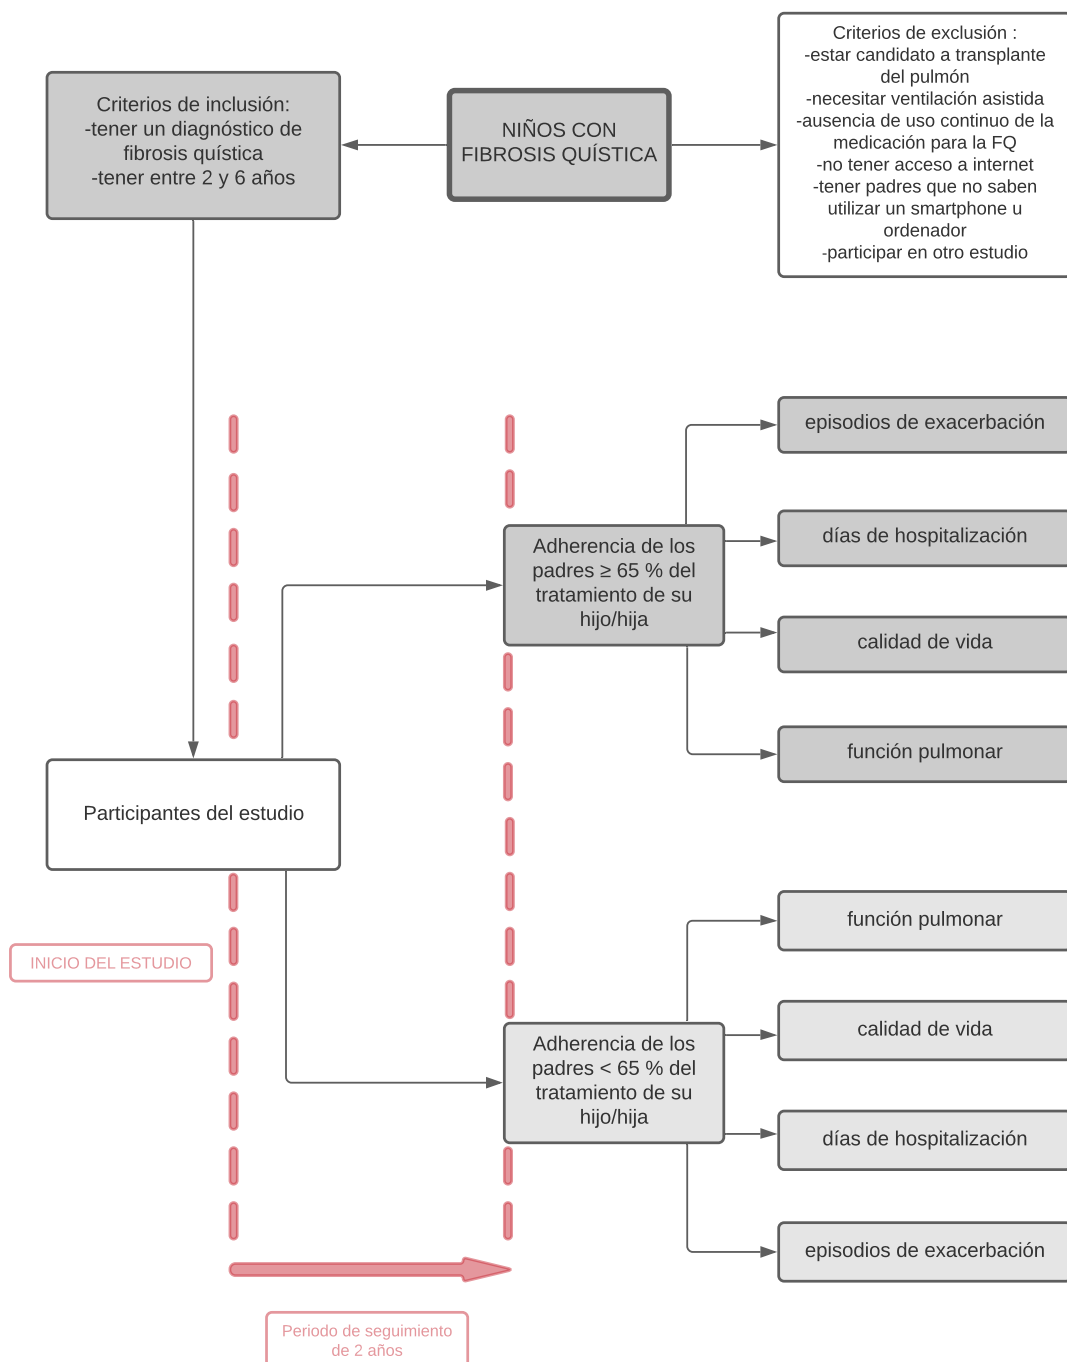 Criterios de exclusión :
-estar candidato a transplante
del pulmón
-necesitar ventilación asistida
-ausencia de uso continuo de la
medicación para la FQ
-no tener acceso a internet
-tener padres que no saben
utilizar un smartphone u
ordenador
-participar en otro estudio
Criterios de inclusión:
-tener un diagnóstico de
fibrosis quística
-tener entre 2 y 6 años
NIÑOS CON
FIBROSIS QUÍSTICA
episodios de exacerbación
días de hospitalización
Adherencia de los
padres ≥ 65 % del
tratamiento de su
hijo/hija
calidad de vida
función pulmonar
Participantes del estudio
función pulmonar
INICIO DEL ESTUDIO
calidad de vida
Adherencia de los
padres < 65 % del
tratamiento de su
hijo/hija
días de hospitalización
episodios de exacerbación
Periodo de seguimiento
de 2 años